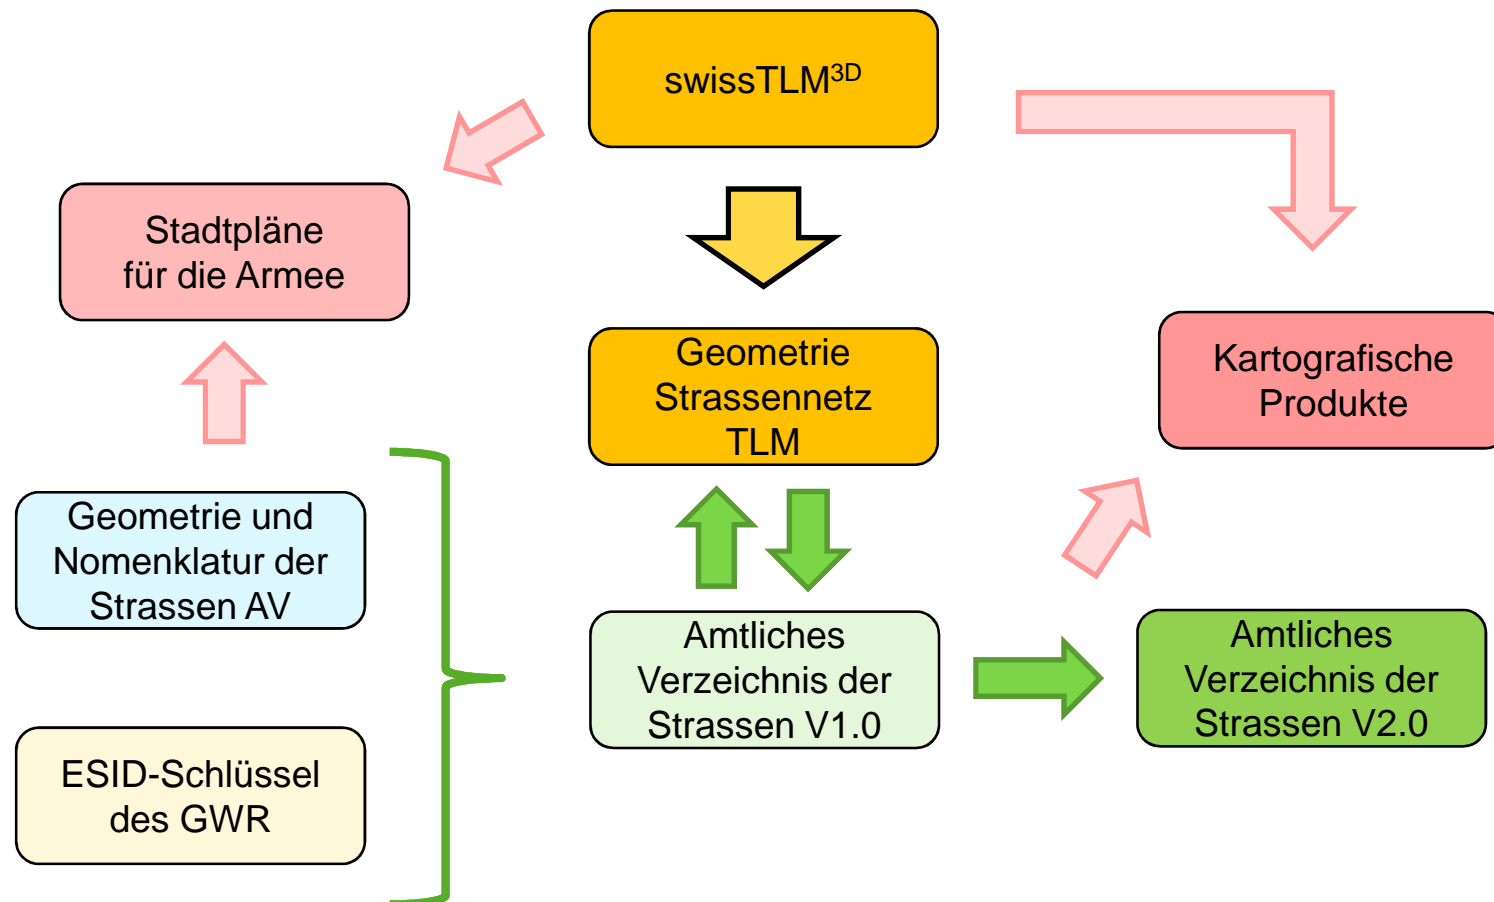 swissTLM3D
Stadtpläne
für die Armee
Geometrie
Strassennetz
TLM
Kartografische
Produkte
Geometrie und
Nomenklatur der
Strassen AV
Amtliches
Verzeichnis der
Strassen V1.0
Amtliches
Verzeichnis der
Strassen V2.0
ESID-Schlüssel
des GWR